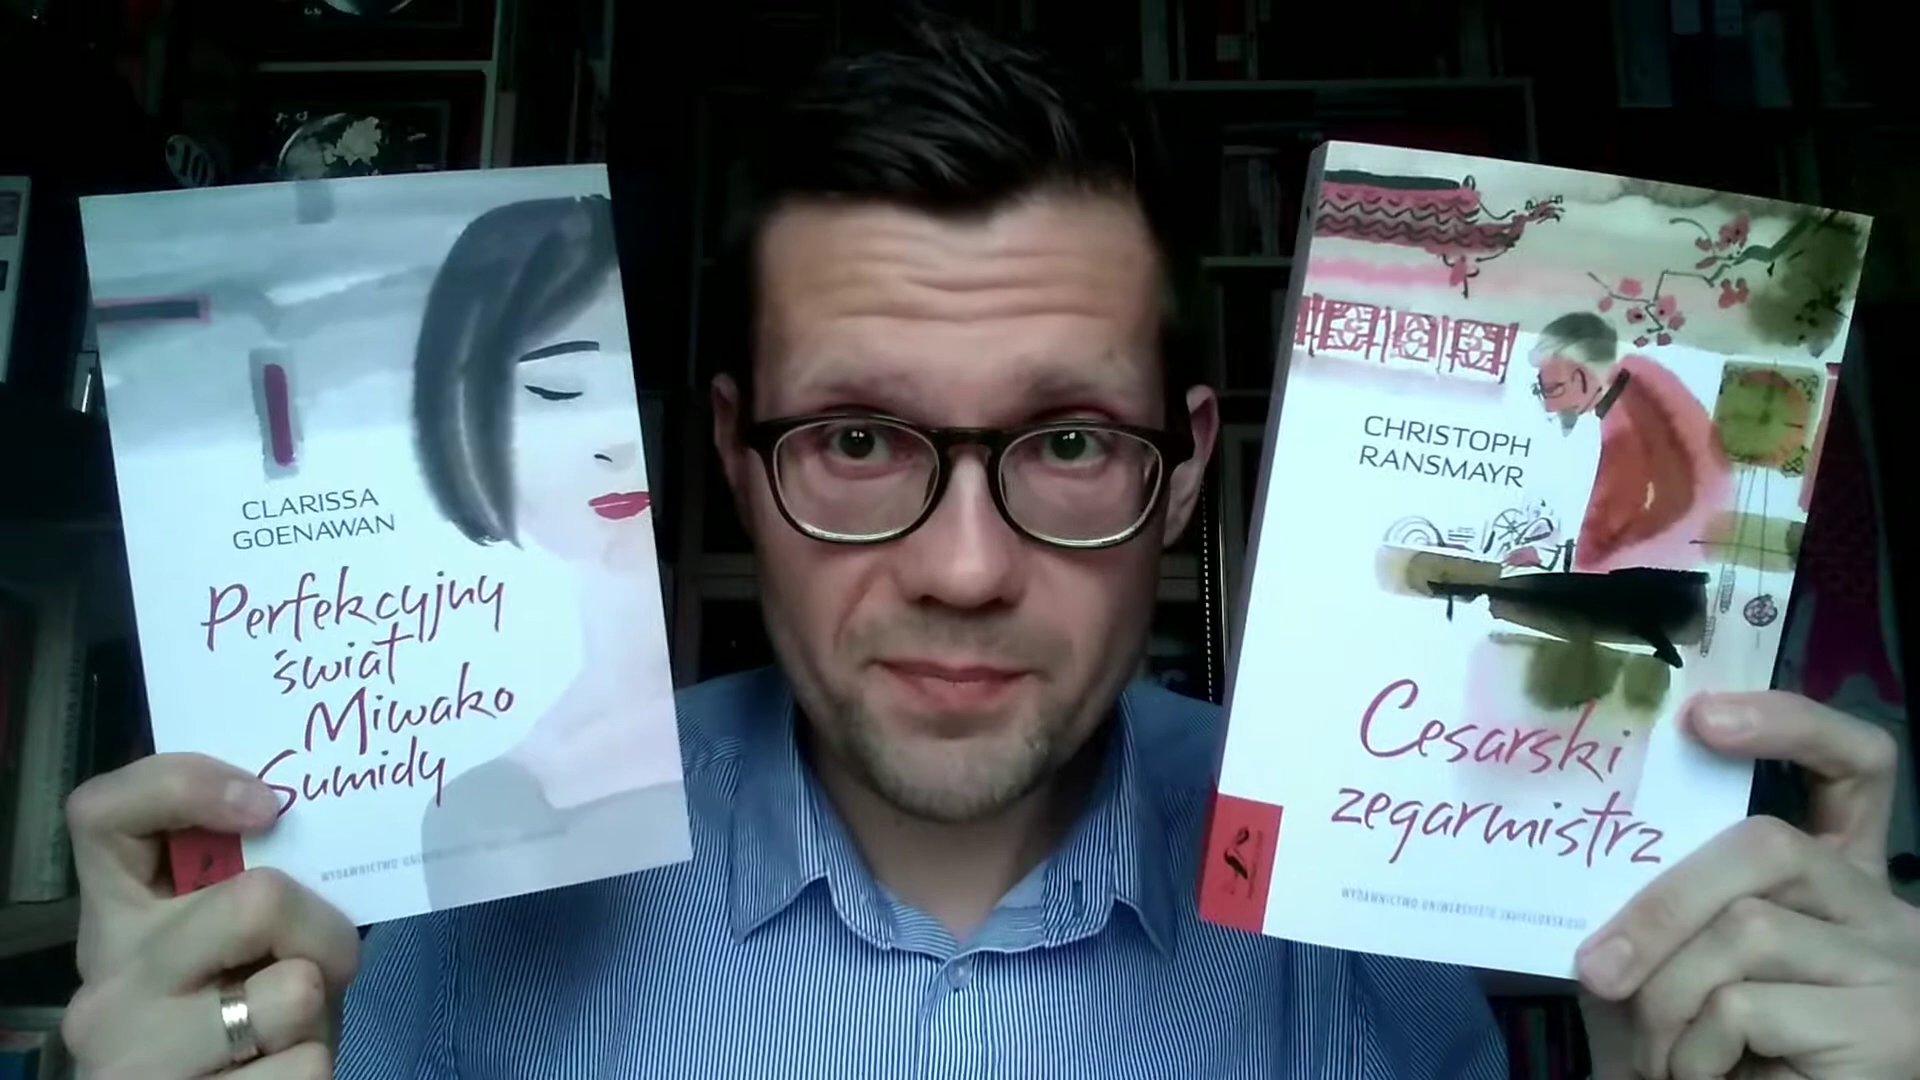 CLARISSA
GOENAWAN
Perfekcyjny
świat
Miwako
Sumidy
CHRISTOPH
RANSMAYR
Cesarski
zegarmistrz
WYDAWNICTWO UNIWERSYTETU JAGIELLOŃSKIEGO